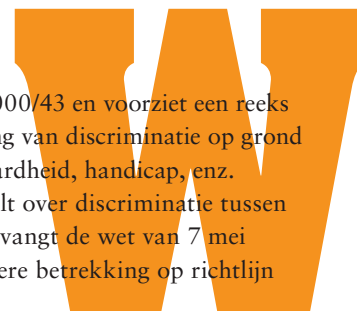 W
000/43 en voorziet een reeks
ng van discriminatie op grond
ardheid, handicap, enz.
lt over discriminatie tussen
vangt de wet van 7 mei
ere betrekking op richtlijn